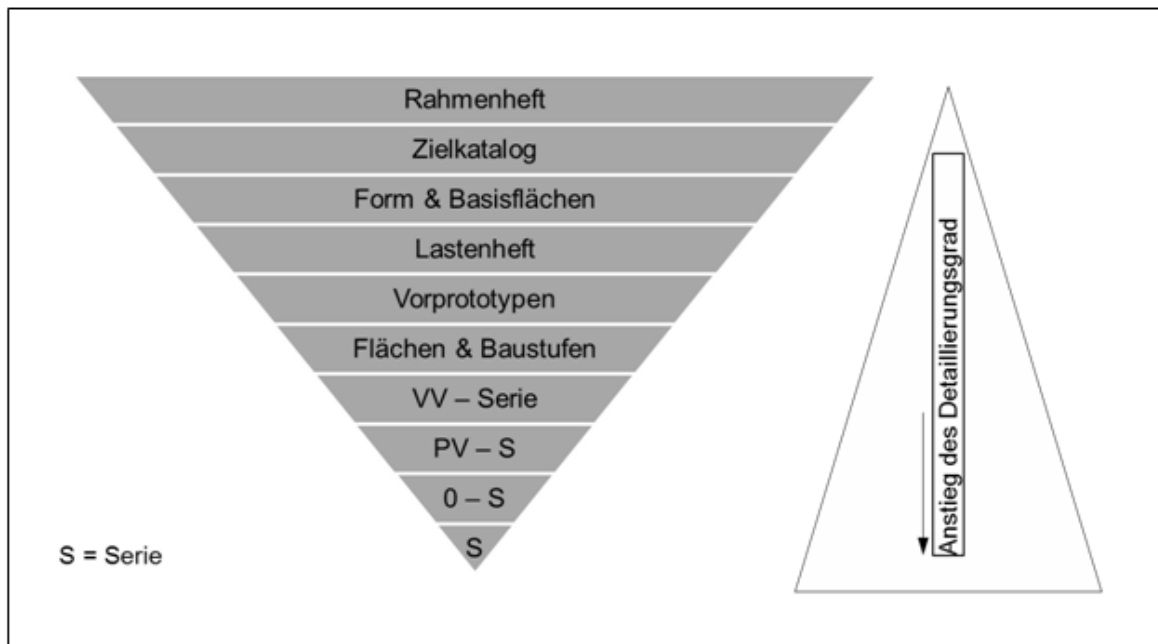 Rahmenheft
Zielkatalog
Form & Basisflächen
Lastenheft
Vorprototypen
Flächen & Baustufen
VV – Serie
PV – S
0 – S
S
S = Serie
Anstieg des Detaillierungsgrad